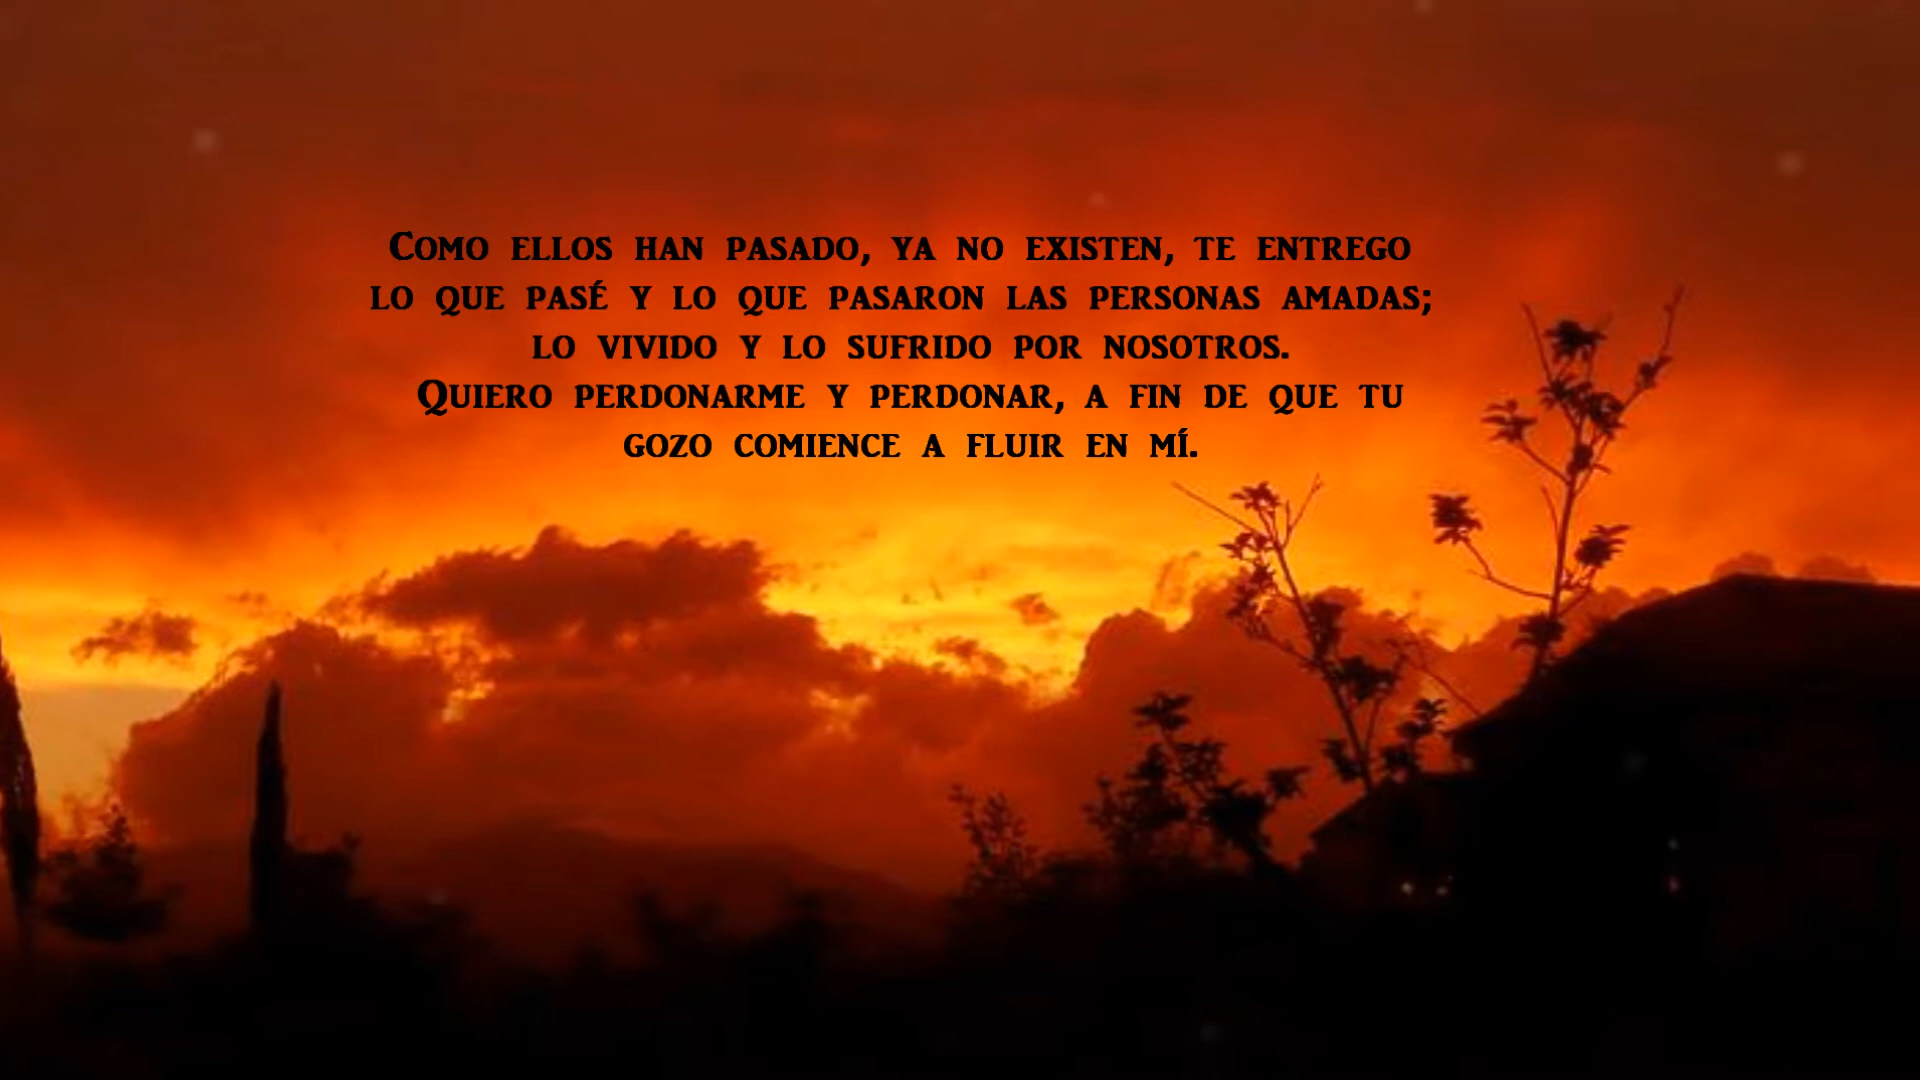 Como ellos han pasado, ya no existen, te entrego
lo que pasé y lo que pasaron las personas amadas;
lo vivido y lo sufrido por nosotros.
Quiero perdonarme y perdonar, a fin de que tu
gozo comience a fluir en mí.